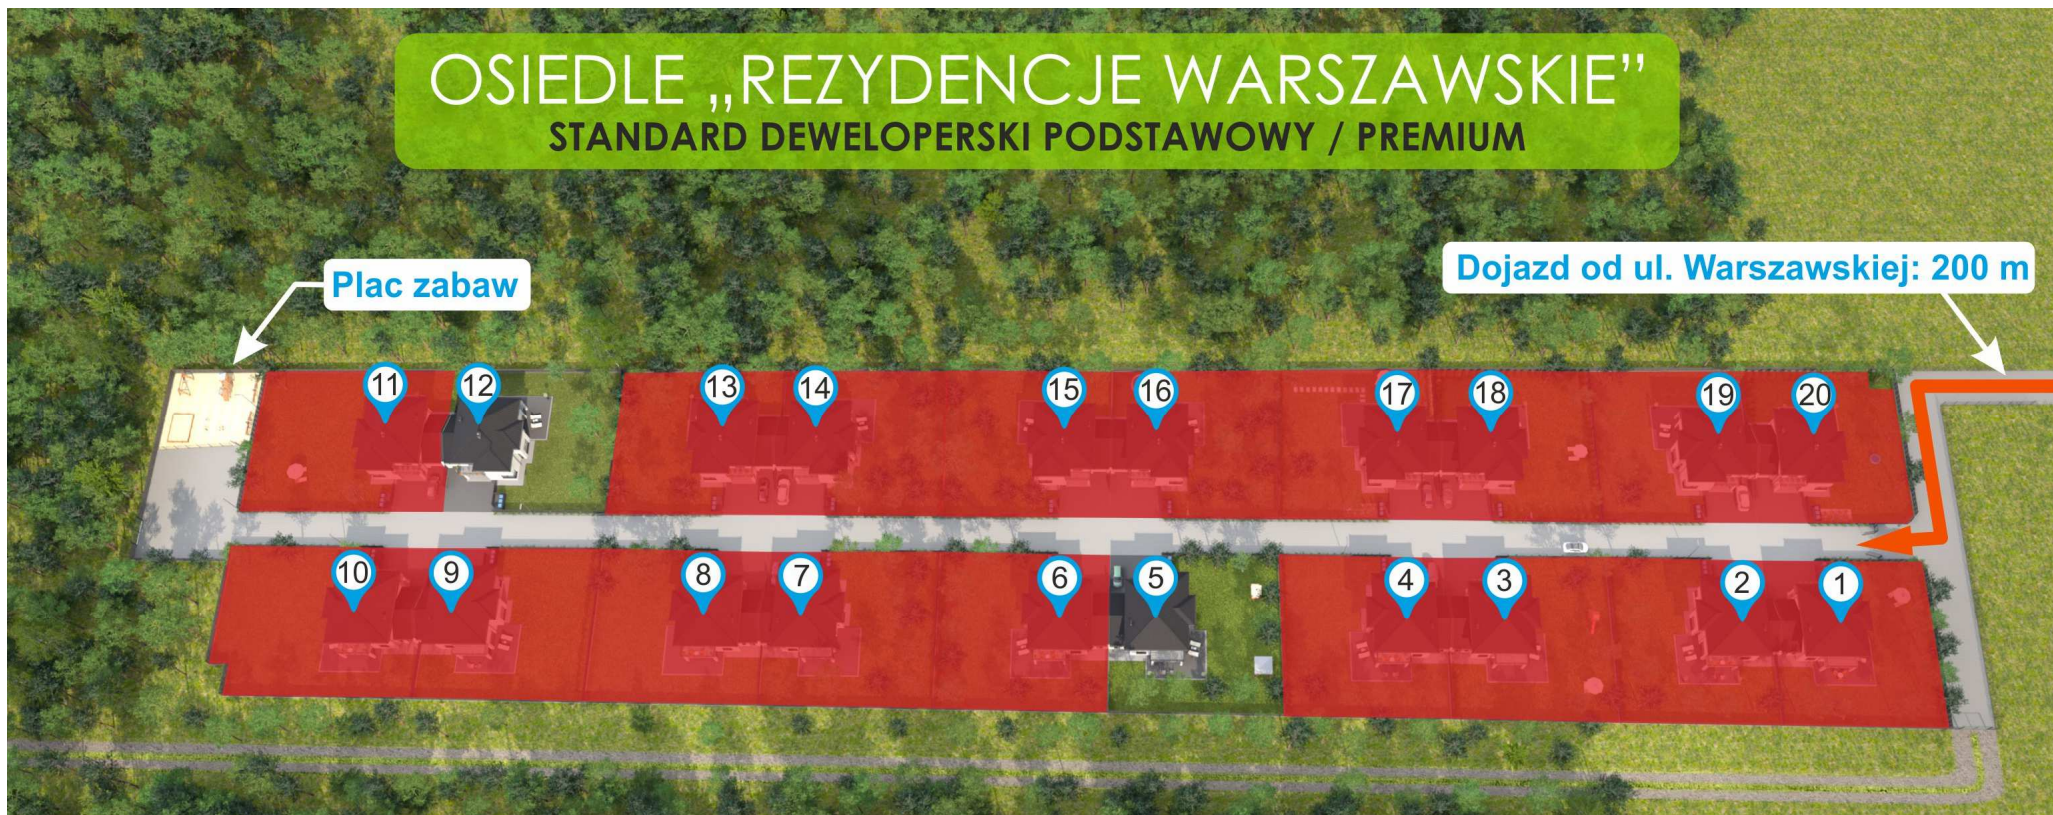 OSIEDLE „REZYDENCJE WARSZAWSKIE”
STANDARD DEWELOPERSKI PODSTAWOWY / PREMIUM
Plac zabaw
Dojazd od ul. Warszawskiej: 200 m
11 12 13 14 15 16 17 18 19 20
10 9 8 7 6 5 4 3 2 1